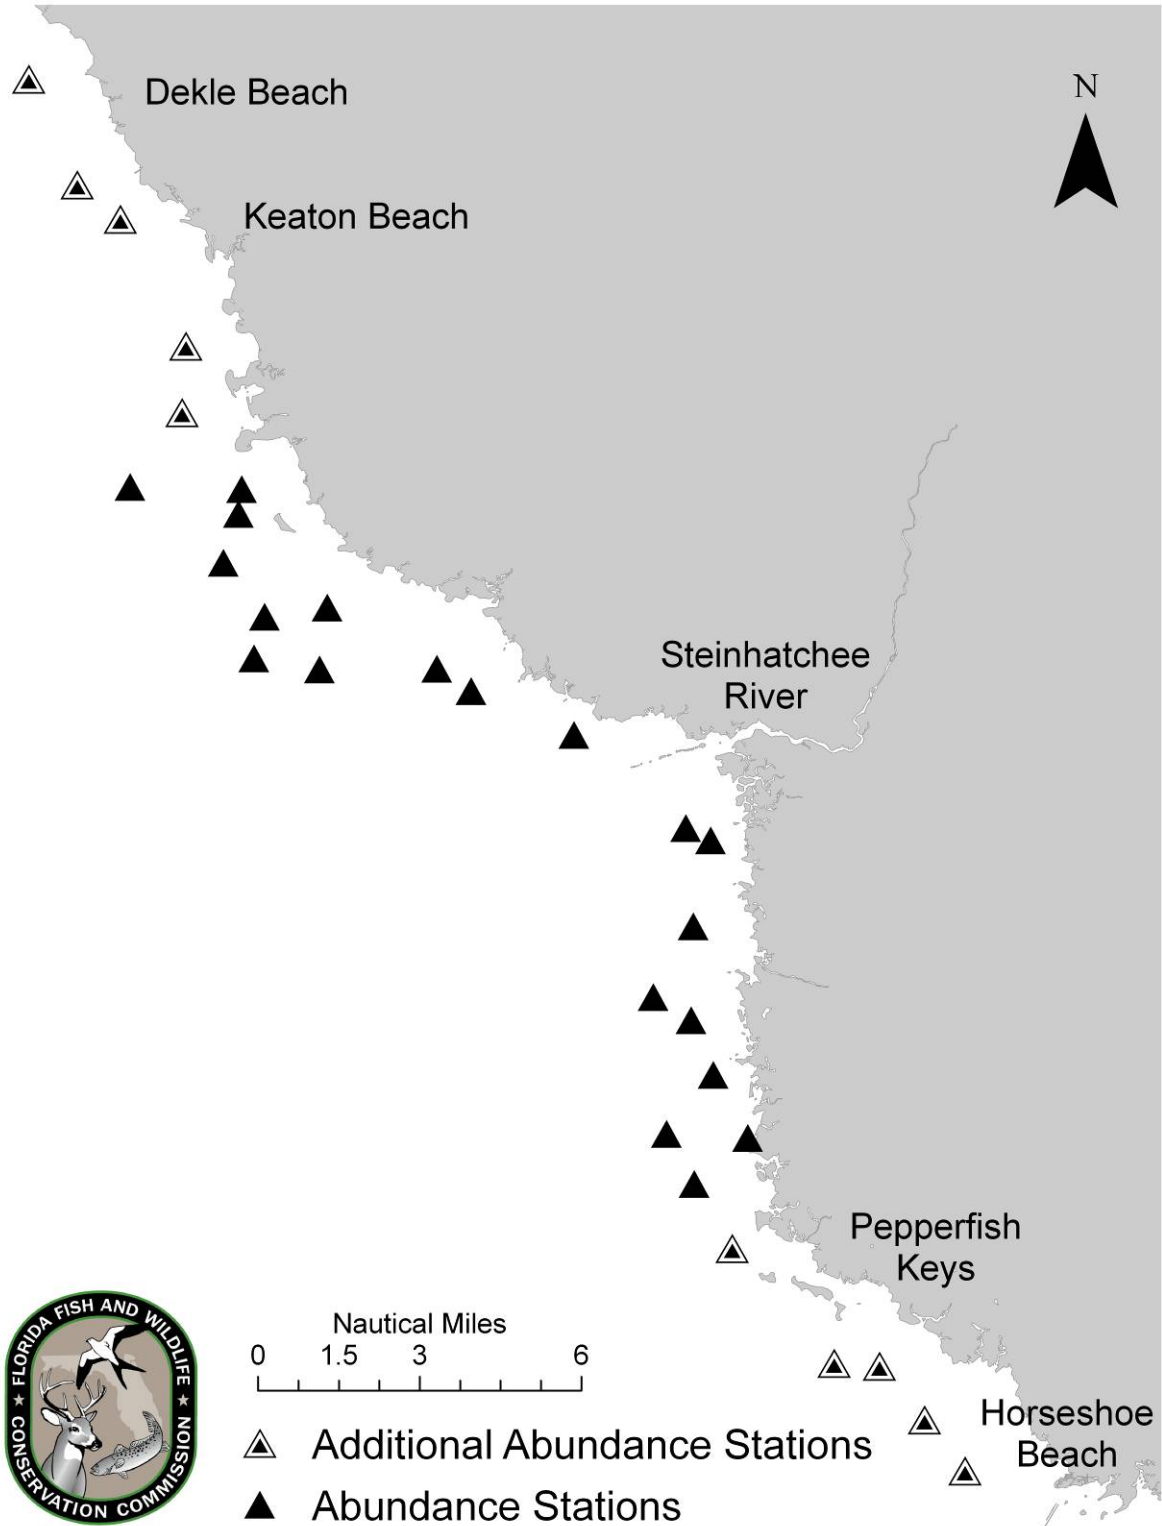 N
Dekle Beach
Keaton Beach
Steinhatchee
River
Pepperfish
Keys
Horseshoe
Beach
Nautical Miles
0 1.5 3 6
Additional Abundance Stations
Abundance Stations
FLORIDA FISH AND WILDLIFE
CONSERVATION COMMISSION